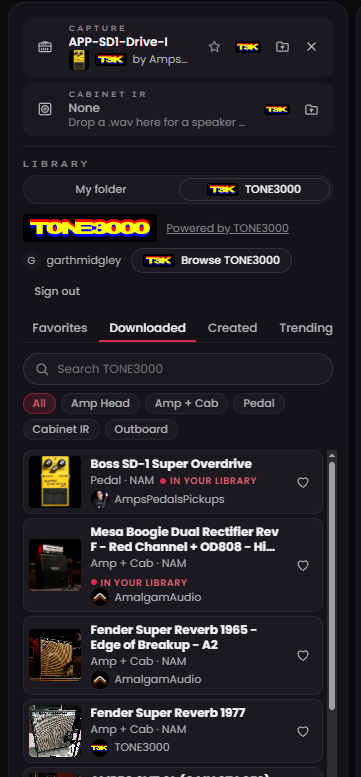 CAPTURE
APP-SD1-Drive-I
T3K by Amps...
T3K
CABINET IR
None
Drop a .wav here for a speaker ...
T3K
LIBRARY
My folder
T3K TONE3000
TONE3000 Powered by TONE3000
G garthmidgley T3K Browse TONE3000
Sign out
Favorites Downloaded Created Trending
Search TONE3000
All Amp Head Amp + Cab Pedal
Cabinet IR Outboard
Boss SD-1 Super Overdrive
Pedal · NAM IN YOUR LIBRARY
AmpsPedalsPickups
Mesa Boogie Dual Rectifier Rev
F - Red Channel + OD808 - Hi...
Amp + Cab · NAM
IN YOUR LIBRARY
AmalgamAudio
Fender Super Reverb 1965 -
Edge of Breakup - A2
Amp + Cab · NAM
AmalgamAudio
Fender Super Reverb 1977
Amp + Cab · NAM
T3K TONE3000